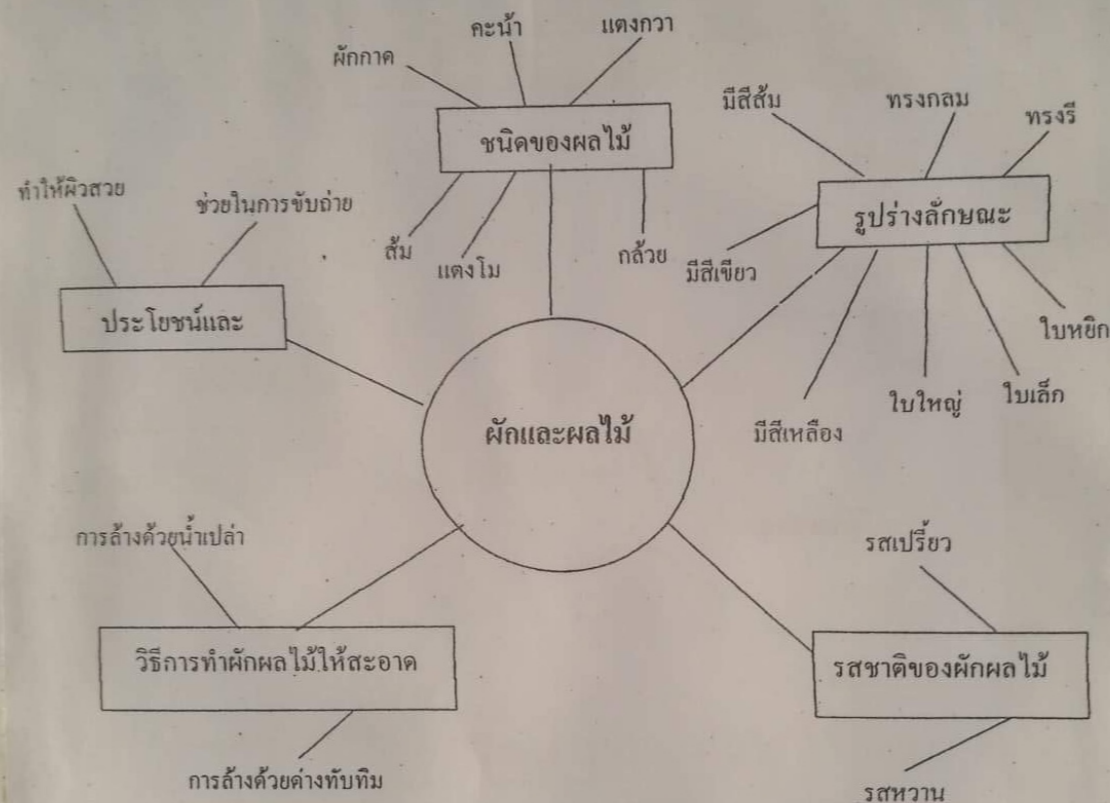 คะน้า
แตงกวา
ผักกาด
ชนิดของผลไม้
ส้ม
แตงโม
กล้วย
มีสีส้ม
ทรงกลม
ทรงรี
รูปร่างลักษณะ
มีสีเขียว
มีสีเหลือง
ใบใหญ่
ใบเล็ก
ใบหยิก
ทำให้ผิวสวย
ช่วยในการขับถ่าย
ประโยชน์และ
ผักและผลไม้
การล้างด้วยน้ำเปล่า
วิธีการทำผักผลไม้ให้สะอาด
การล้างด้วยด่างทับทิม
รสเปรี้ยว
รสชาติของผักผลไม้
รสหวาน